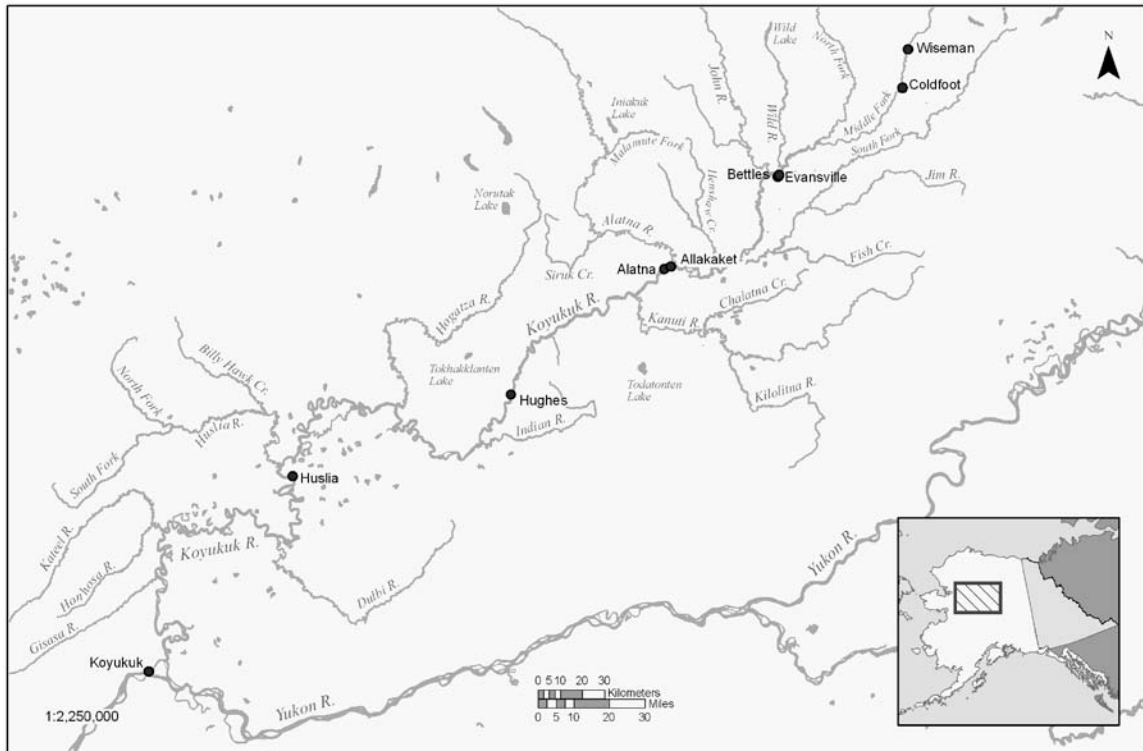 N
Wild
Lake
North
Fork
Wiseman
John R.
Coldfoot
Iniakuk
Lake
Wild R.
Middle Fork
Malamute Fork
South Fork
Henshaw Cr.
Bettles
Evansville
Jim R.
Norutak
Lake
Alatna R.
Fish Cr.
Allakaket
Alatna
Siruk Cr.
Chalatna Cr.
Hogatza R.
Koyukuk R.
Kanuti R.
Billy Hawk Cr.
Tokhakklanten
Lake
Todatonten
Lake
North
Fork
Kilolitna R.
Hughes
Huslia R.
Indian R.
South Fork
Huslia
Kateel R.
Koyukuk R.
Yukon R.
Honhosa R.
Dulbi R.
Gisasa R.
Koyukuk
Yukon R.
0 5 10 20 30
Kilometers
Miles
0 5 10 20 30
1:2,250,000